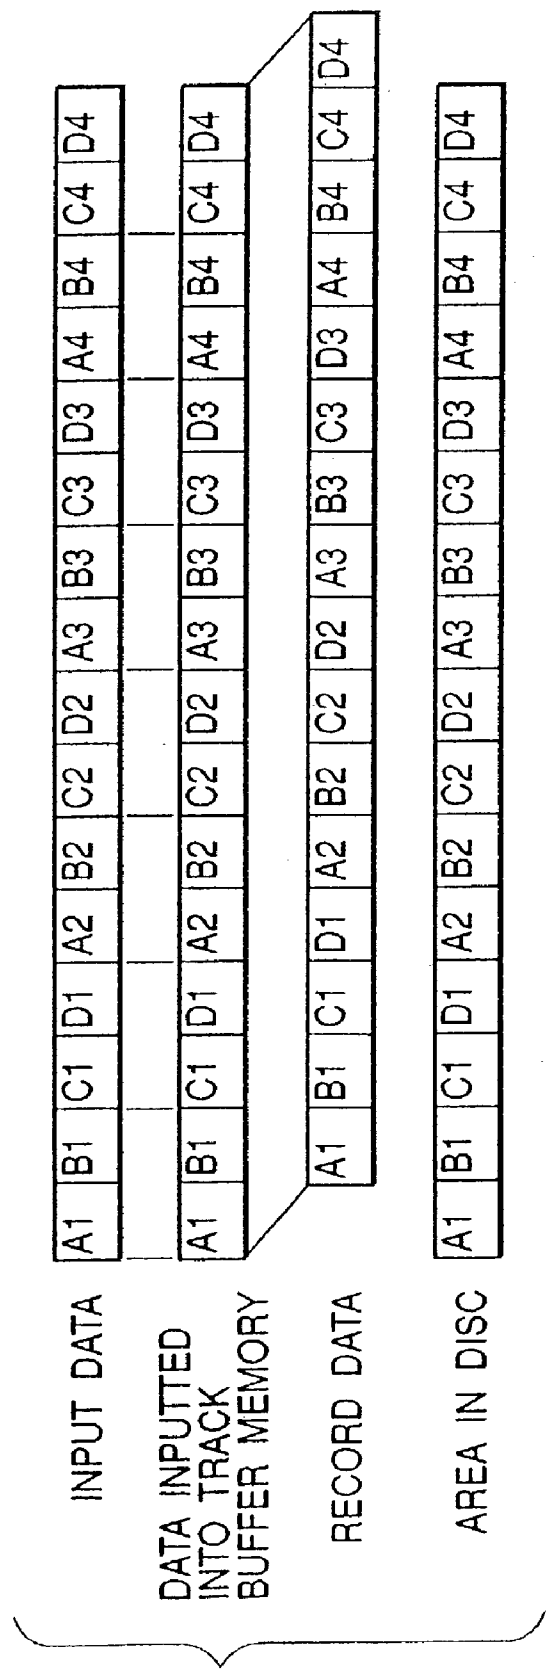 INPUT DATA
A1 B1 C1 D1 A2 B2 C2 D2 A3 B3 C3 D3 A4 B4 C4 D4
DATA INPUTTED
INTO TRACK
BUFFER MEMORY
A1 B1 C1 D1 A2 B2 C2 D2 A3 B3 C3 D3 A4 B4 C4 D4
RECORD DATA
A1 B1 C1 D1 A2 B2 C2 D2 A3 B3 C3 D3 A4 B4 C4 D4
AREA IN DISC
A1 B1 C1 D1 A2 B2 C2 D2 A3 B3 C3 D3 A4 B4 C4 D4